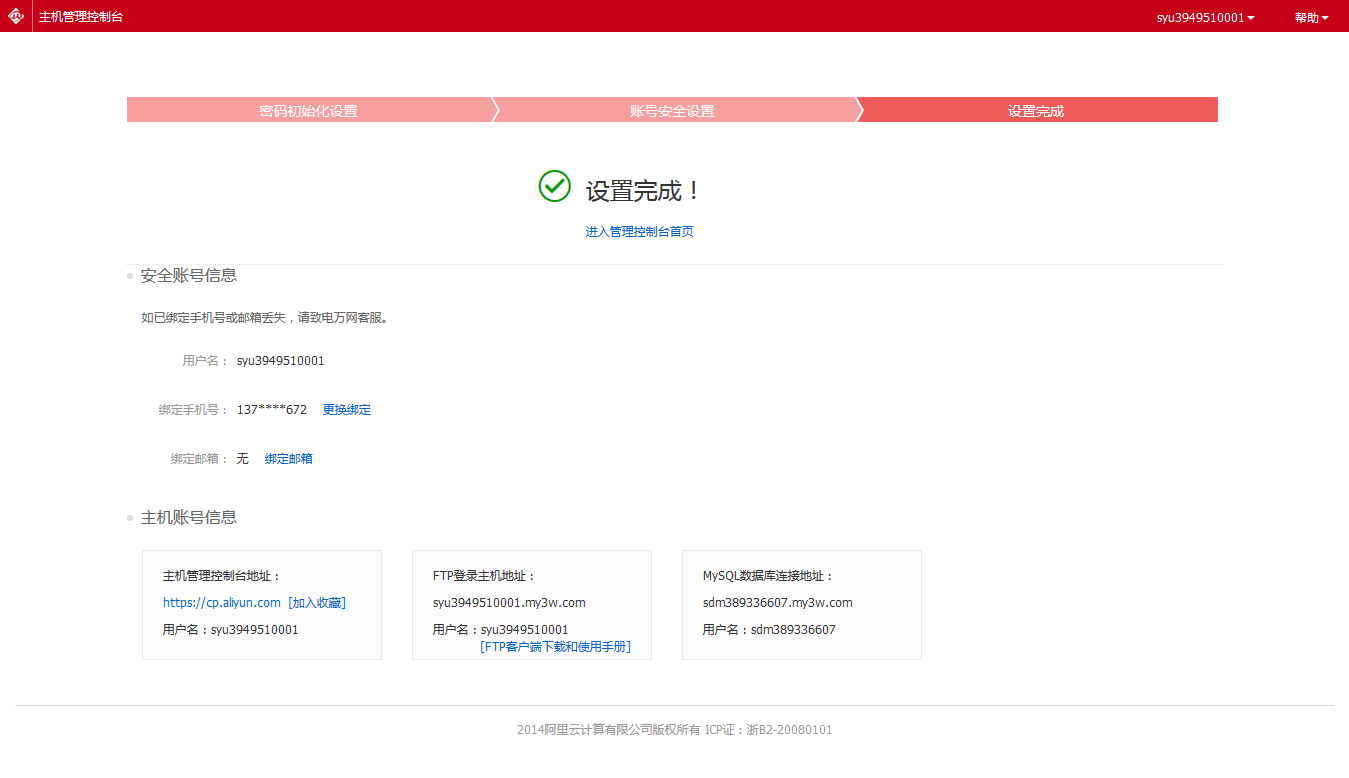 主机管理控制台
syu3949510001
帮助
密码初始化设置
账号安全设置
设置完成
设置完成！
进入管理控制台首页
安全账号信息
如已绑定手机号或邮箱丢失，请致电万网客服。
用户名： syu3949510001
绑定手机号： 137****672 更换绑定
绑定邮箱： 无 绑定邮箱
主机账号信息
主机管理控制台地址：
https://cp.aliyun.com [加入收藏]
用户名：syu3949510001
FTP登录主机地址：
syu3949510001.my3w.com
用户名：syu3949510001
[FTP客户端下载和使用手册]
MySQL数据库连接地址：
sdm389336607.my3w.com
用户名：sdm389336607
2014阿里云计算有限公司版权所有 ICP证：浙B2-20080101